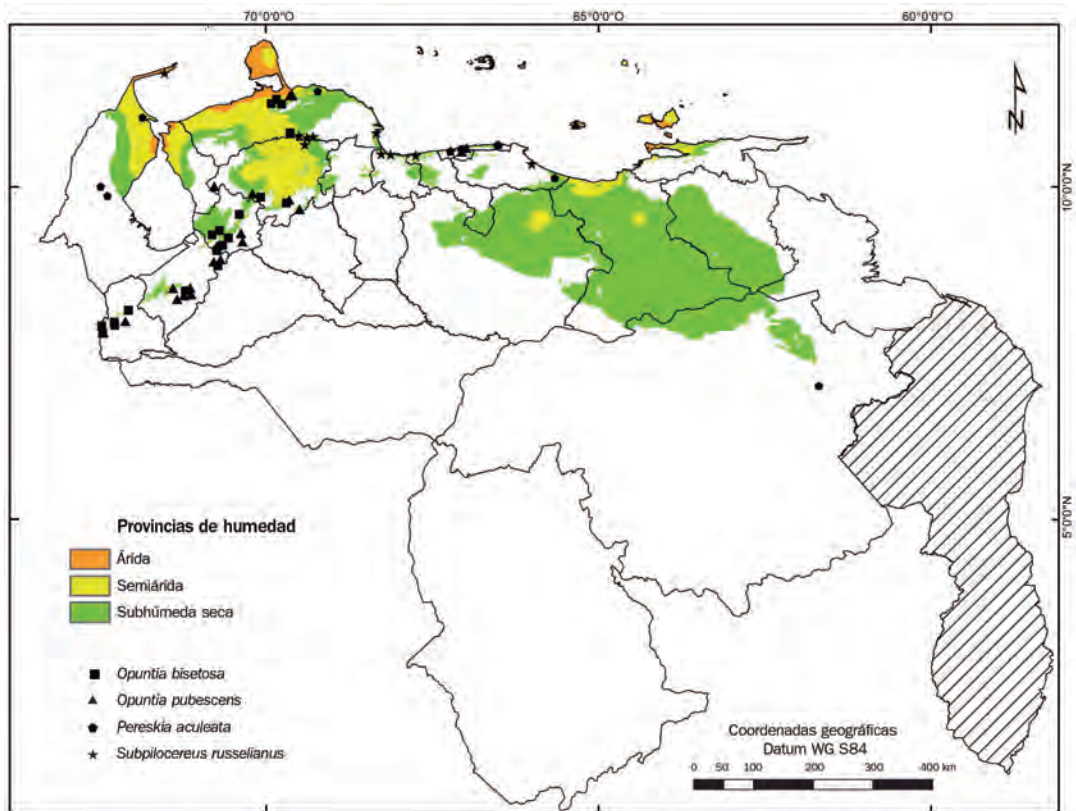 70°0'0"O 65°0'0"O 60°0'0"O
N
10°0'0"N
5°0'0"N
Provincias de humedad
Árida
Semiárida
Subhúmeda seca
Opuntia bisetosa
Opuntia pubescens
Pereskia aculeata
Subpilocereus russelianus
Coordenadas geográficas
Datum WG S84
0 50 100 200 300 400 km